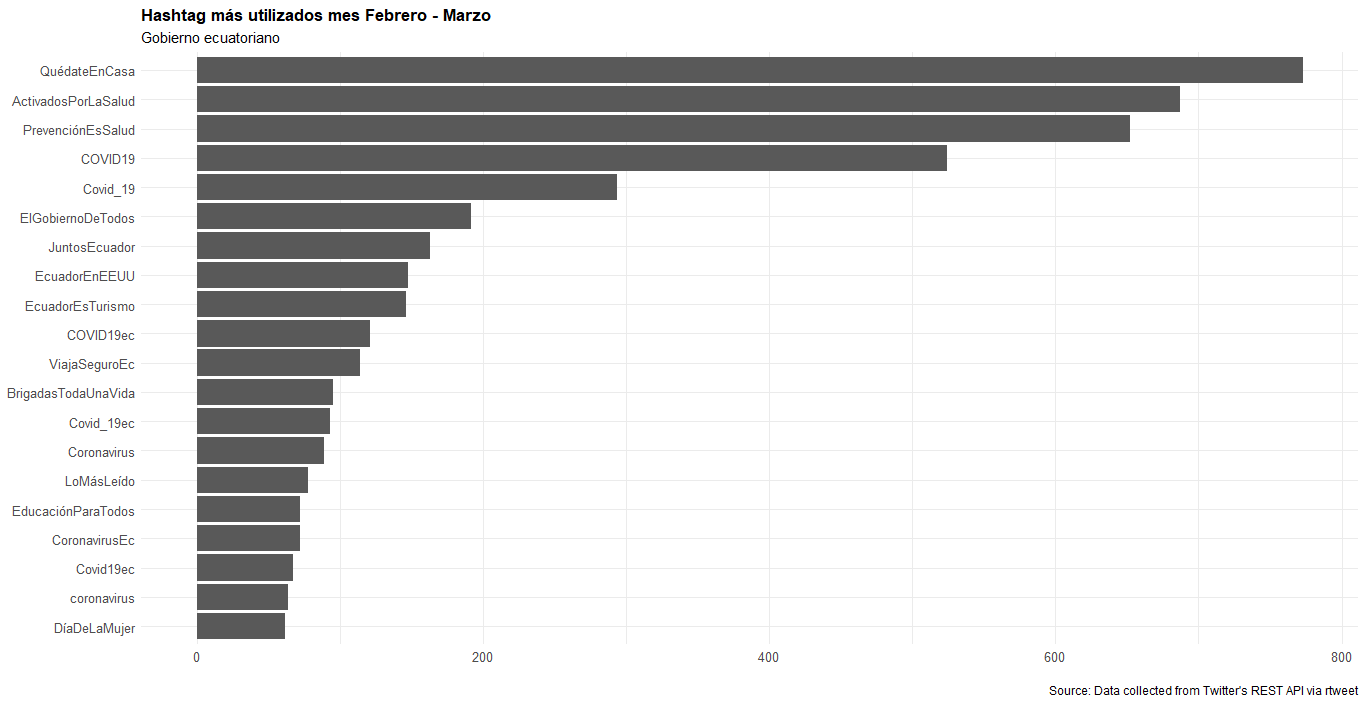 Hashtag más utilizados mes Febrero - Marzo
Gobierno ecuatoriano
QuédateEnCasa
ActivadosPorLaSalud
PrevenciónEsSalud
COVID19
Covid_19
ElGobiernoDeTodos
JuntosEcuador
EcuadorEnEEUU
EcuadorEsTurismo
COVID19ec
ViajaSeguroEc
BrigadasTodaUnaVida
Covid_19ec
Coronavirus
LoMásLeído
EducaciónParaTodos
CoronavirusEc
Covid19ec
coronavirus
DíaDeLaMujer
0 200 400 600 800
Source: Data collected from Twitter's REST API via rtweet